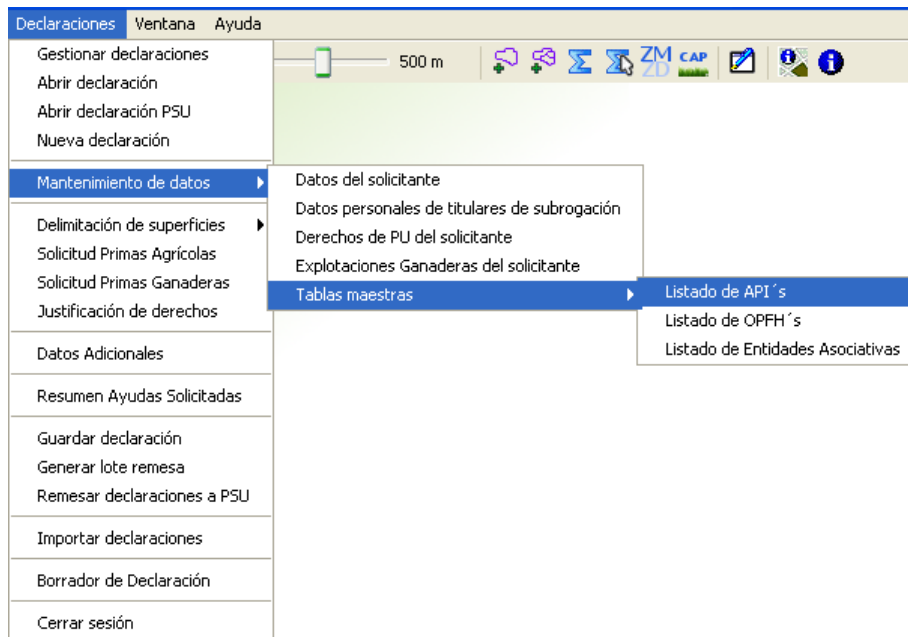 Declaraciones Ventana Ayuda
500 m
ZM
ZD
CAP
Gestionar declaraciones
Abrir declaración
Abrir declaración PSU
Nueva declaración
Mantenimiento de datos
Delimitación de superficies
Solicitud Primas Agrícolas
Solicitud Primas Ganaderas
Justificación de derechos
Datos Adicionales
Resumen Ayudas Solicitadas
Guardar declaración
Generar lote remesa
Remesar declaraciones a PSU
Importar declaraciones
Borrador de Declaración
Cerrar sesión
Datos del solicitante
Datos personales de titulares de subrogación
Derechos de PU del solicitante
Explotaciones Ganaderas del solicitante
Tablas maestras
Listado de API´s
Listado de OPFH´s
Listado de Entidades Asociativas